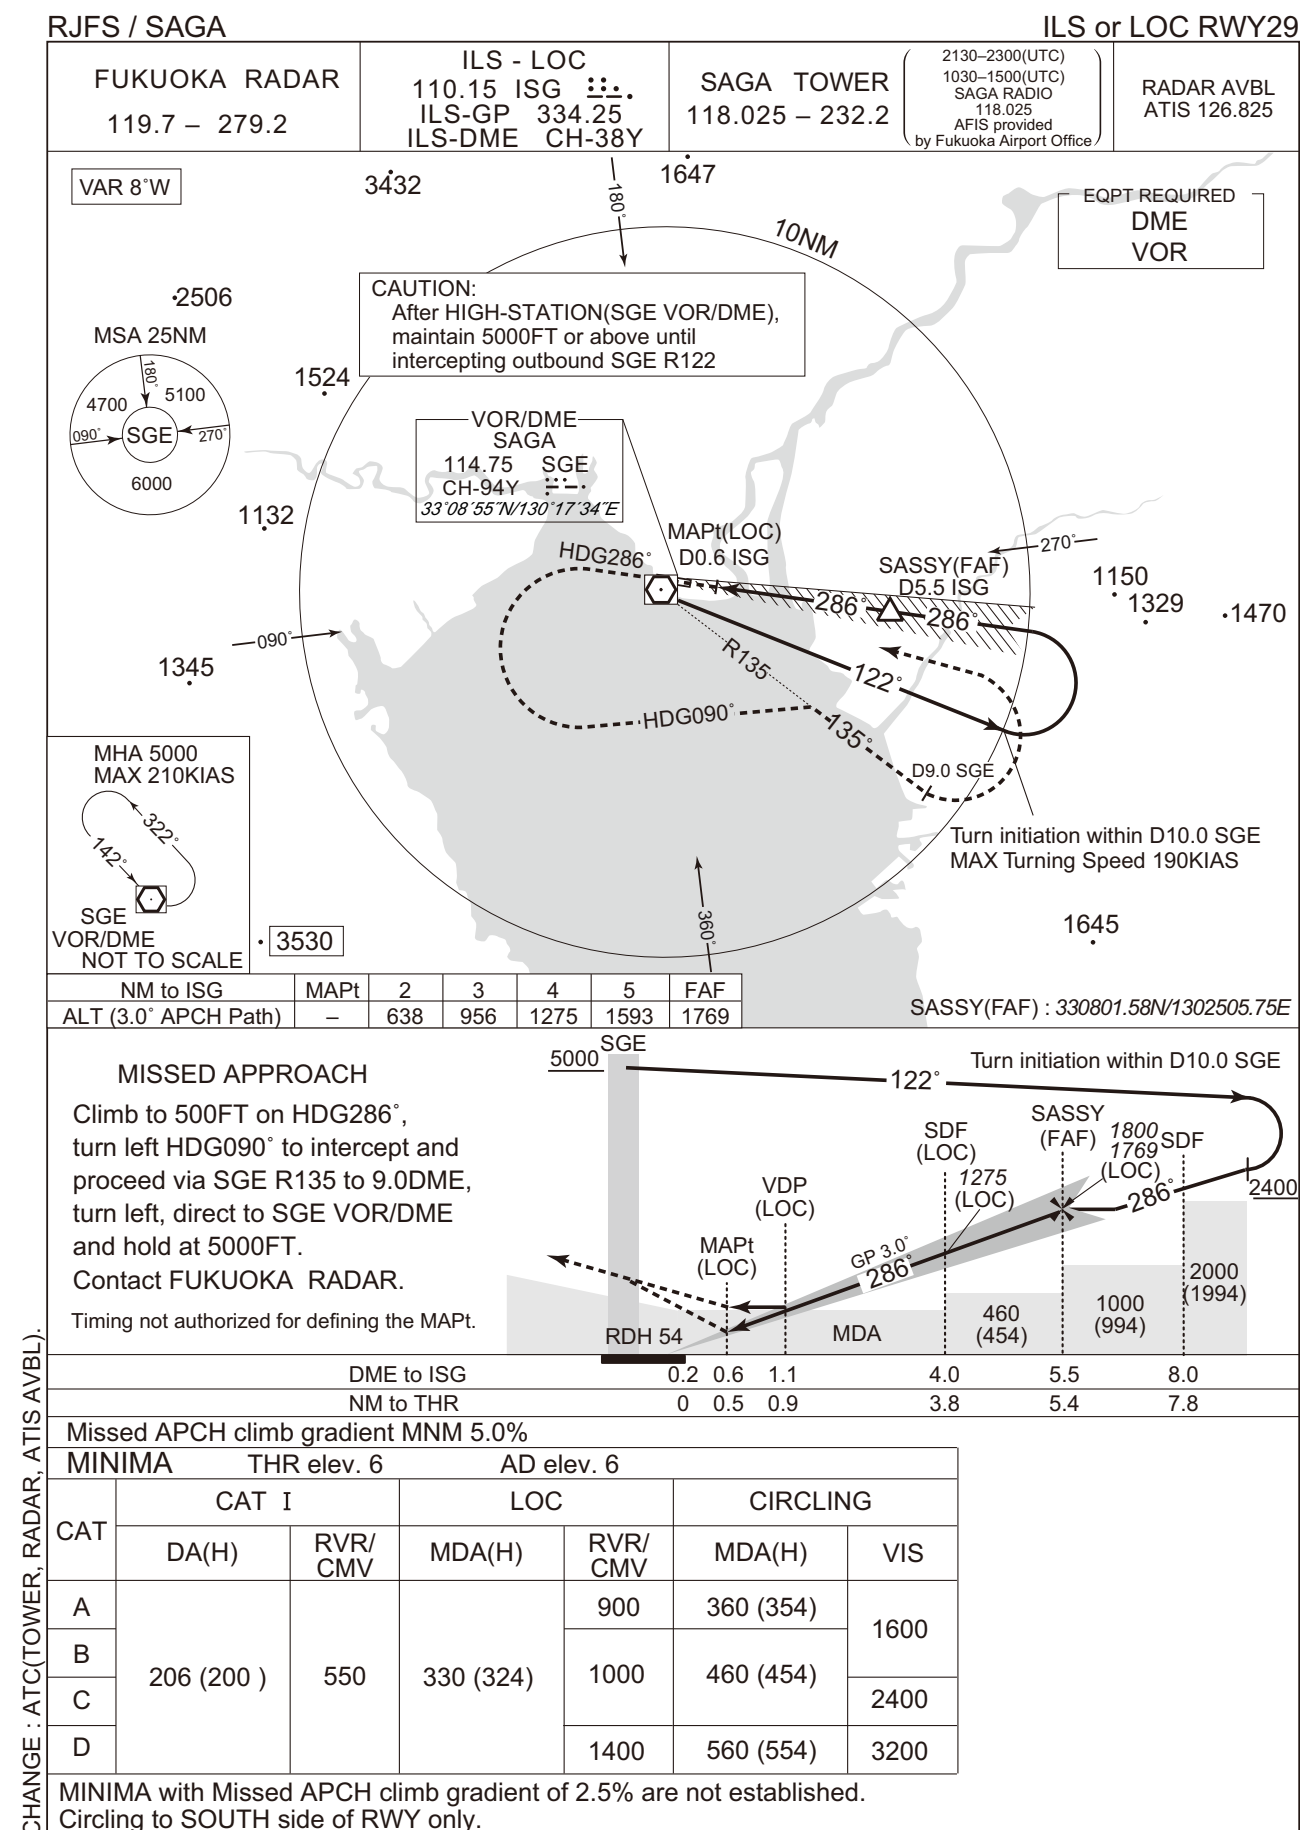 RJFS / SAGA
ILS or LOC RWY29
FUKUOKA RADAR
119.7 – 279.2
ILS - LOC
110.15 ISG
ILS-GP 334.25
ILS-DME CH-38Y
SAGA TOWER
118.025 – 232.2
2130–2300(UTC)
1030–1500(UTC)
SAGA RADIO
118.025
AFIS provided
by Fukuoka Airport Office
RADAR AVBL
ATIS 126.825
VAR 8°W
3432
180°
1647
EQPT REQUIRED
DME
VOR
10NM
2506
CAUTION:
After HIGH-STATION(SGE VOR/DME),
maintain 5000FT or above until
intercepting outbound SGE R122
MSA 25NM
180°
4700
5100
090°
SGE
270°
6000
1524
VOR/DME
SAGA
114.75 SGE
CH-94Y
33°08′55″N/130°17′34″E
1132
HDG286°
MAPt(LOC)
D0.6 ISG
270°
SASSY(FAF)
D5.5 ISG
1150
1329
1470
286°
286°
090°
1345
R135
122°
HDG090°
135°
D9.0 SGE
MHA 5000
MAX 210KIAS
322°
142°
SGE
VOR/DME
NOT TO SCALE
Turn initiation within D10.0 SGE
MAX Turning Speed 190KIAS
3530
360°
1645
NM to ISG MAPt 2 3 4 5 FAF
ALT (3.0° APCH Path) – 638 956 1275 1593 1769
SASSY(FAF) : 330801.58N/1302505.75E
MISSED APPROACH
Climb to 500FT on HDG286°,
turn left HDG090° to intercept and
proceed via SGE R135 to 9.0DME,
turn left, direct to SGE VOR/DME
and hold at 5000FT.
Contact FUKUOKA RADAR.
Timing not authorized for defining the MAPt.
SGE
5000
122°
Turn initiation within D10.0 SGE
SASSY
(FAF)
1800
1769
(LOC)
SDF
SDF
(LOC)
1275
(LOC)
286°
2400
VDP
(LOC)
MAPt
(LOC)
GP 3.0°
286°
2000
(1994)
1000
(994)
460
(454)
MDA
RDH 54
DME to ISG 0.2 0.6 1.1 4.0 5.5 8.0
NM to THR 0 0.5 0.9 3.8 5.4 7.8
Missed APCH climb gradient MNM 5.0%
MINIMA THR elev. 6 AD elev. 6
CAT CAT I LOC CIRCLING
DA(H) RVR/CMV MDA(H) RVR/CMV MDA(H) VIS
A 206 (200 ) 550 330 (324) 900 360 (354) 1600
B 1000 460 (454)
C 2400
D 1400 560 (554) 3200
MINIMA with Missed APCH climb gradient of 2.5% are not established.
Circling to SOUTH side of RWY only.
CHANGE : ATC(TOWER, RADAR, ATIS AVBL).